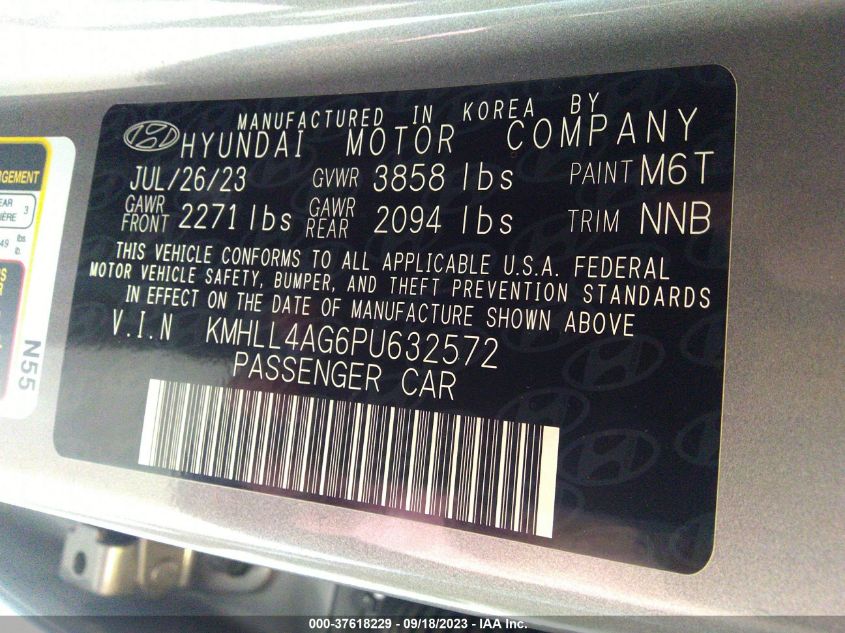 MANUFACTURED IN KOREA BY
HYUNDAI MOTOR COMPANY
JUL/26/23 GVWR 3858 lbs PAINT M6T
GAWR FRONT 2271 lbs GAWR REAR 2094 lbs TRIM NNB
THIS VEHICLE CONFORMS TO ALL APPLICABLE U.S.A. FEDERAL
MOTOR VEHICLE SAFETY, BUMPER, AND THEFT PREVENTION STANDARDS
IN EFFECT ON THE DATE OF MANUFACTURE SHOWN ABOVE
V.I.N KMHLL4AG6PU632572
PASSENGER CAR
3
lbs
lb.
N55
000-37618229 - 09/18/2023 - IAA Inc.